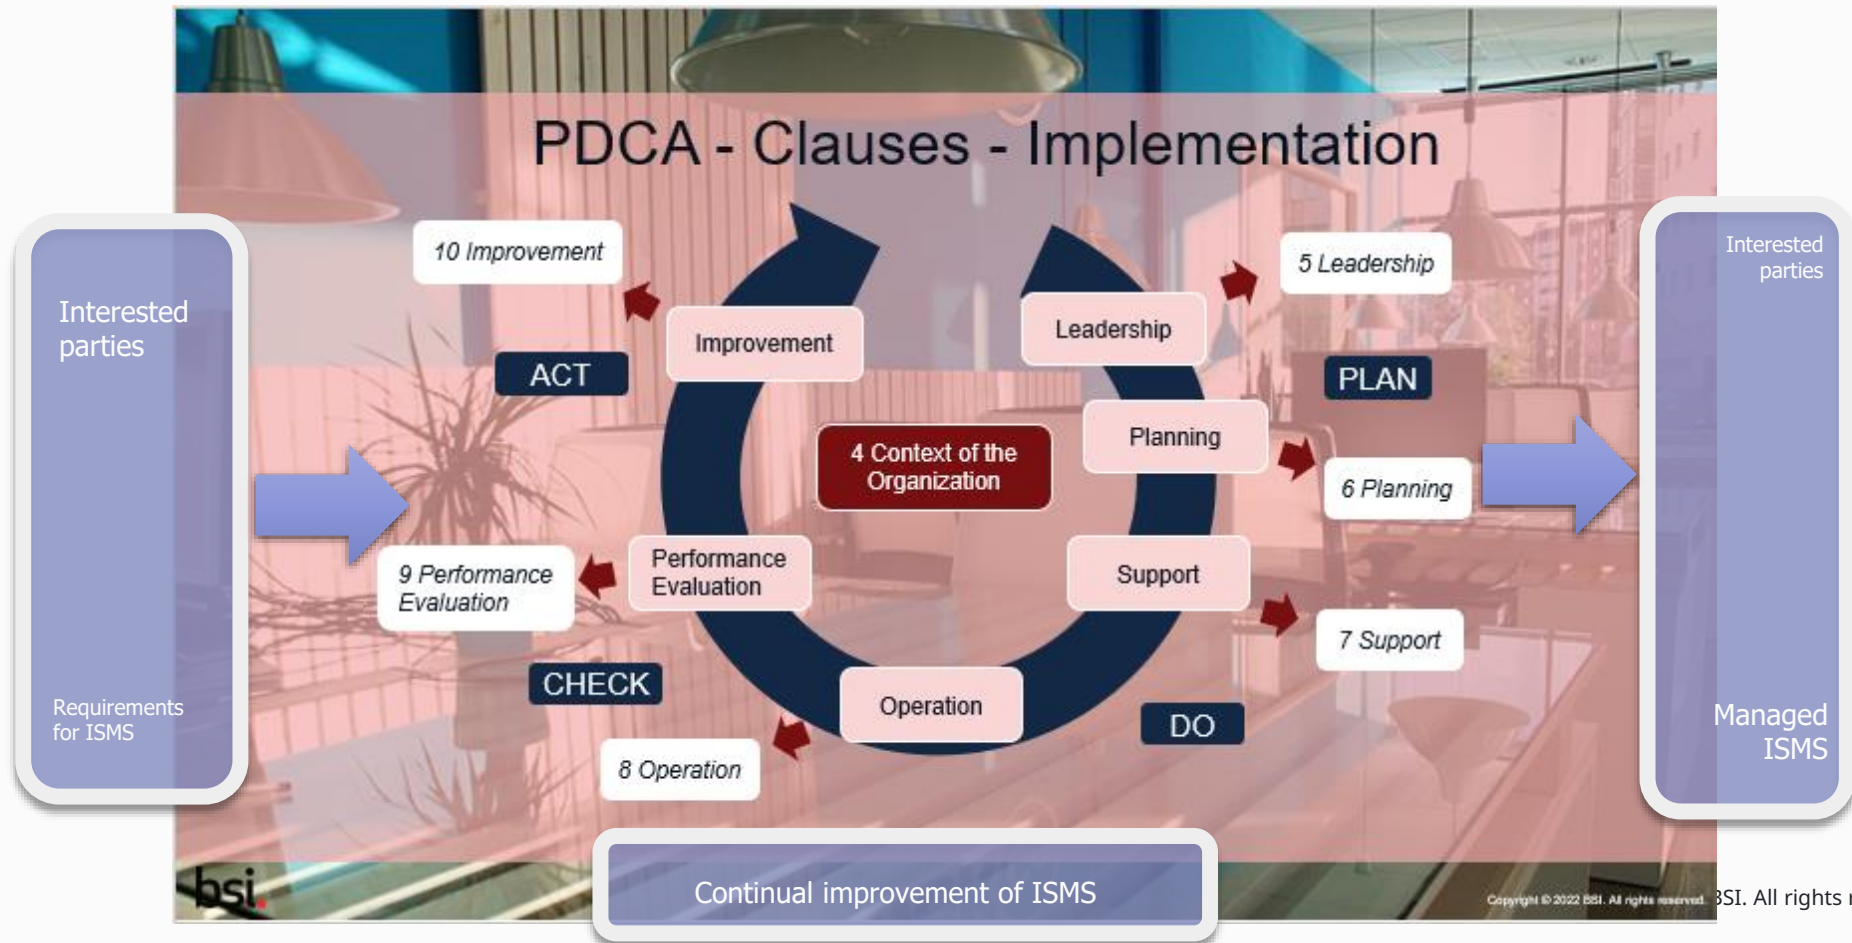 PDCA - Clauses - Implementation
Interested
parties
Requirements
for ISMS
10 Improvement
Improvement
ACT
9 Performance
Evaluation
Performance
Evaluation
CHECK
8 Operation
Operation
4 Context of the
Organization
Leadership
5 Leadership
PLAN
Planning
6 Planning
Support
7 Support
DO
Interested
parties
Managed
ISMS
Continual improvement of ISMS
bsi.
Copyright © 2022 BSI. All rights reserved.
BSI. All rights r